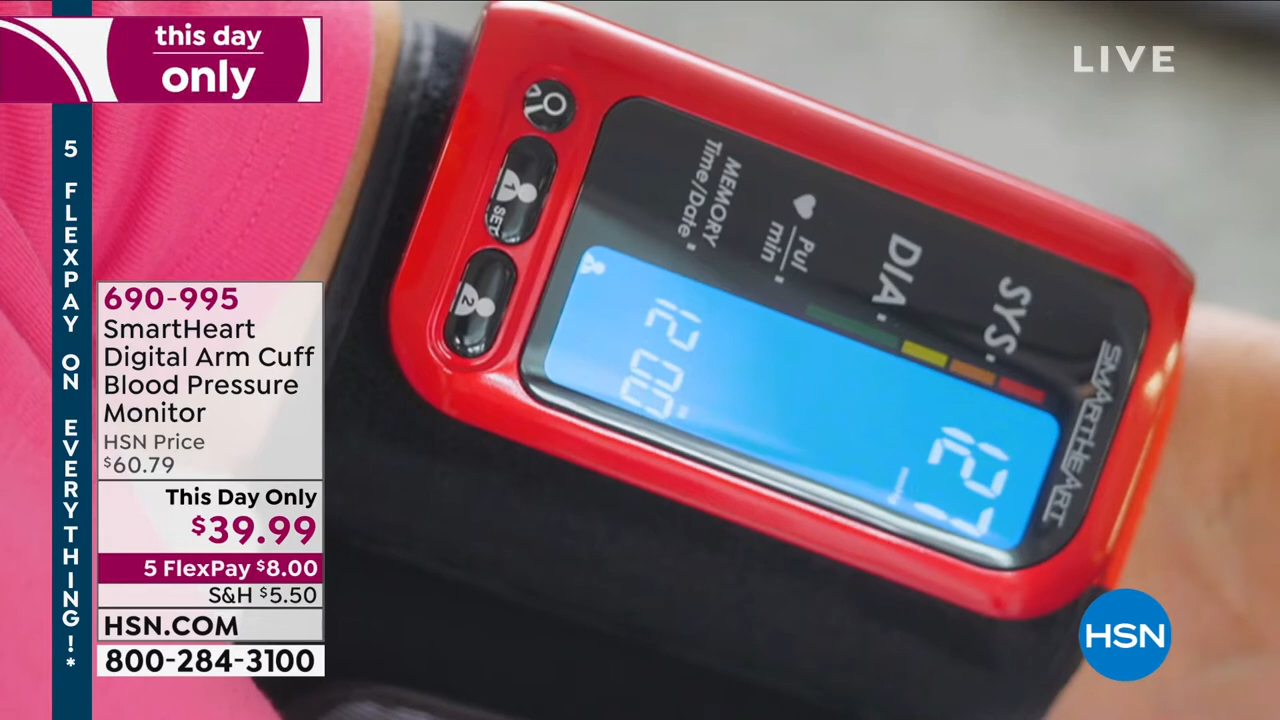 this day
only
LIVE
5 FLEXPAY ON EVERYTHING!*
690-995
SmartHeart
Digital Arm Cuff
Blood Pressure
Monitor
HSN Price
$60.79
This Day Only
$39.99
5 FlexPay $8.00
S&H $5.50
HSN.COM
800-284-3100
HSN
SMARTHEART
SYS.
DIA.
Pul
min
MEMORY
Time/Date
1
SET
2
127
mmHg
12:00